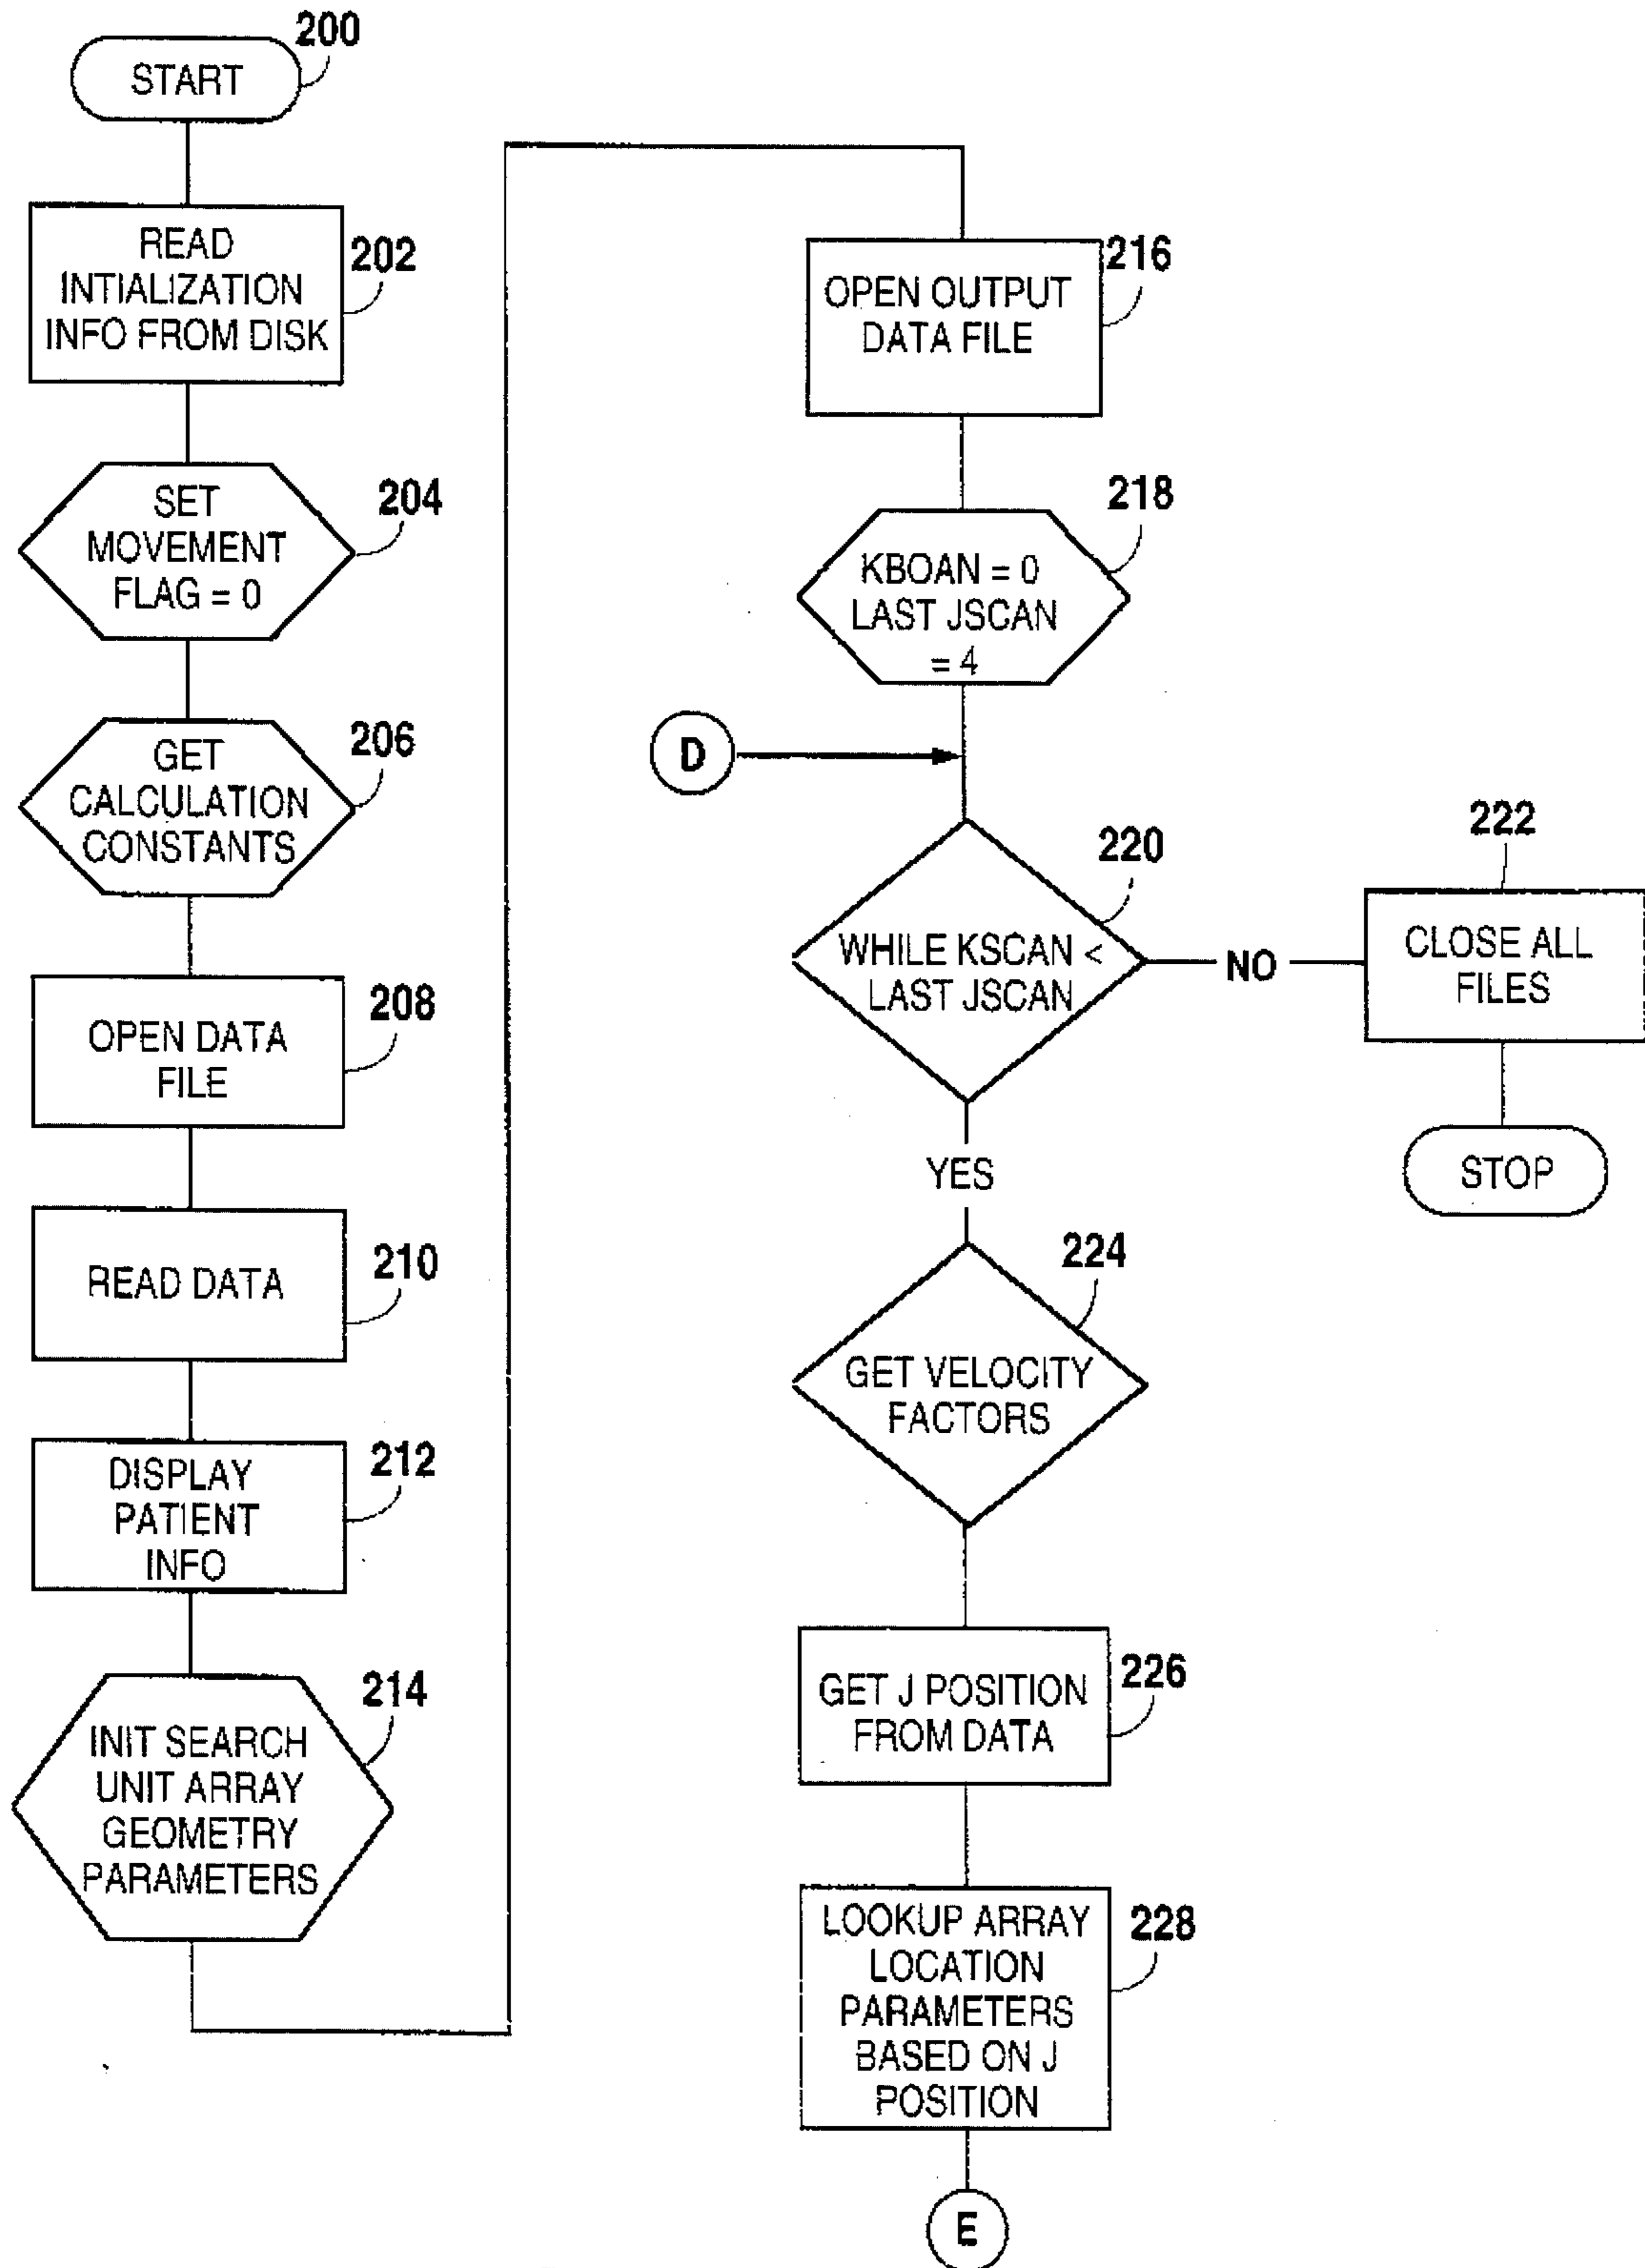 START
200
READ
INTIALIZATION
INFO FROM DISK
202
SET
MOVEMENT
FLAG = 0
204
GET
CALCULATION
CONSTANTS
206
OPEN DATA
FILE
208
READ DATA
210
DISPLAY
PATIENT
INFO
212
INIT SEARCH
UNIT ARRAY
GEOMETRY
PARAMETERS
214
OPEN OUTPUT
DATA FILE
216
KBOAN = 0
LAST JSCAN
= 4
218
D
WHILE KSCAN <
LAST JSCAN
220
NO
CLOSE ALL
FILES
222
STOP
YES
GET VELOCITY
FACTORS
224
GET J POSITION
FROM DATA
226
LOOKUP ARRAY
LOCATION
PARAMETERS
BASED ON J
POSITION
228
E